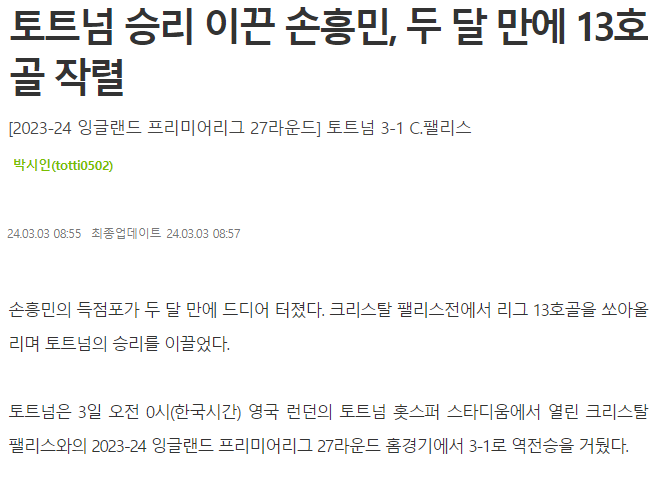 토트넘 승리 이끈 손흥민, 두 달 만에 13호
골 작렬
[2023-24 잉글랜드 프리미어리그 27라운드] 토트넘 3-1 C.팰리스
박시인(totti0502)
24.03.03 08:55 최종업데이트 24.03.03 08:57
손흥민의 득점포가 두 달 만에 드디어 터졌다. 크리스탈 팰리스전에서 리그 13호골을 쏘아올
리며 토트넘의 승리를 이끌었다.
토트넘은 3일 오전 0시(한국시간) 영국 런던의 토트넘 홋스퍼 스타디움에서 열린 크리스탈
팰리스와의 2023-24 잉글랜드 프리미어리그 27라운드 홈경기에서 3-1로 역전승을 거뒀다.